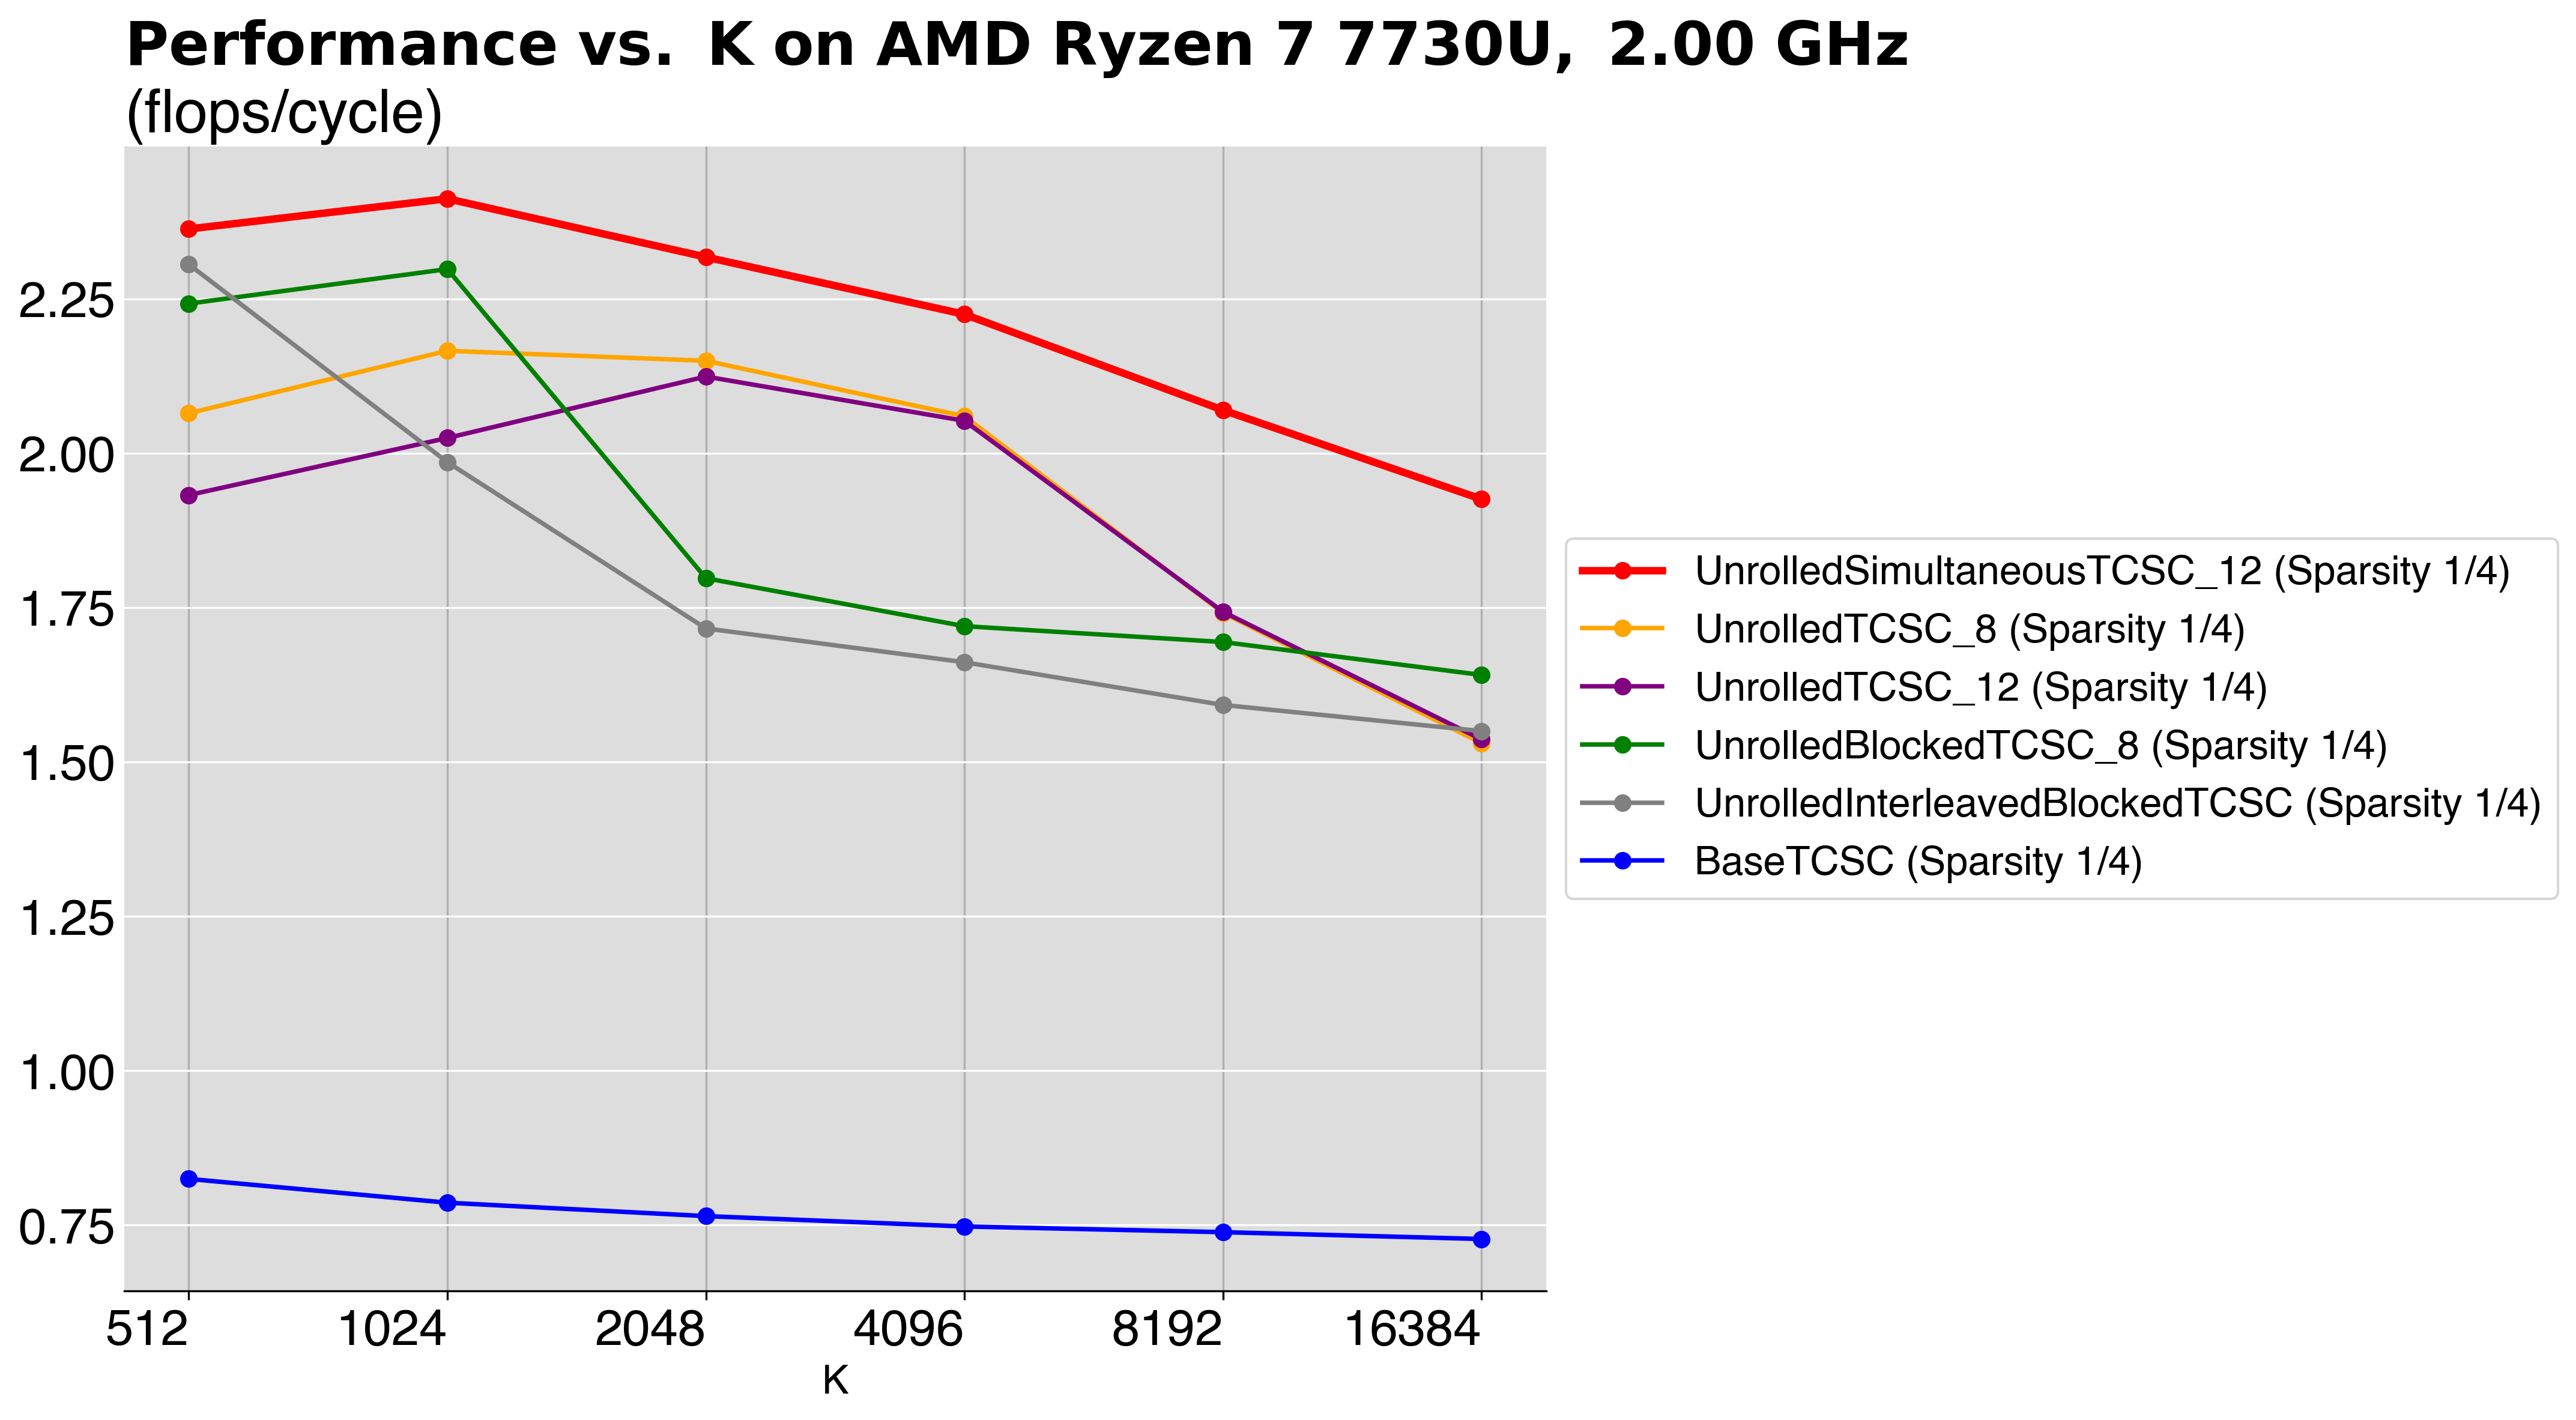 Performance vs. K on AMD Ryzen 7 7730U, 2.00 GHz
(flops/cycle)
2.25
2.00
1.75
1.50
1.25
1.00
0.75
512 1024 2048 4096 8192 16384
K
UnrolledSimultaneousTCSC_12 (Sparsity 1/4)
UnrolledTCSC_8 (Sparsity 1/4)
UnrolledTCSC_12 (Sparsity 1/4)
UnrolledBlockedTCSC_8 (Sparsity 1/4)
UnrolledInterleavedBlockedTCSC (Sparsity 1/4)
BaseTCSC (Sparsity 1/4)